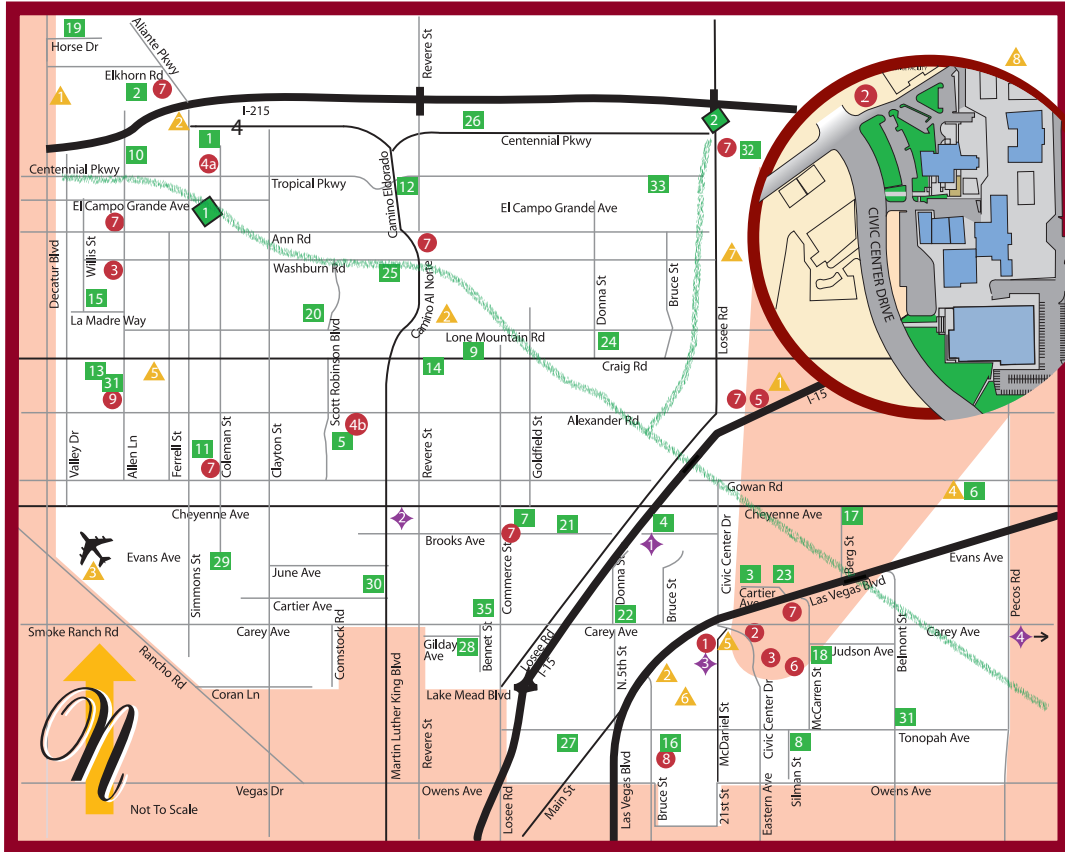 19
Horse Dr
Aliante Pkwy
Revere St
8
Elkhorn Rd
1
2
7
2
I-215
4
1
26
Centennial Pkwy
2
7
32
2
10
4a
Centennial Pkwy
Tropical Pkwy
Camino Eldorado
12
33
El Campo Grande Ave
1
El Campo Grande Ave
7
Ann Rd
7
7
Decatur Blvd
Willis St
3
Washburn Rd
25
CIVIC CENTER DRIVE
15
20
Camino Al Norte
2
Donna St
Bruce St
Losee Rd
La Madre Way
Scott Robinson Blvd
Lone Mountain Rd
9
24
13
31
9
5
14
Craig Rd
7
5
1
I-15
4b
5
Alexander Rd
Valley Dr
Allen Ln
Ferrell St
11
7
Coleman St
Clayton St
Revere St
Goldfield St
Gowan Rd
4
6
Cheyenne Ave
2
7
7
21
4
1
Civic Center Dr
Cheyenne Ave
17
Brooks Ave
Berg St
3
Evans Ave
Simmons St
29
June Ave
30
Commerce St
Donna St
Bruce St
3
23
Cartier
Ave
Las Vegas Blvd
Evans Ave
Pecos Rd
Cartier Ave
35
22
7
Smoke Ranch Rd
Carey Ave
Comstock Rd
Gilday
Ave
28
Bennet St
Losee Rd
I-15
Carey Ave
1
5
2
3
3
6
18
Judson Ave
Belmont St
Carey Ave
4
Rancho Rd
Coran Ln
Martin Luther King Blvd
Lake Mead Blvd
N. 5th St
2
6
McCarren St
31
N
Revere St
27
16
8
McDaniel St
Civic Center Dr
8
Tonopah Ave
Vegas Dr
Owens Ave
Losee Rd
Main St
Las Vegas Blvd
Bruce St
21st St
Eastern Ave
Silman St
Owens Ave
Not To Scale